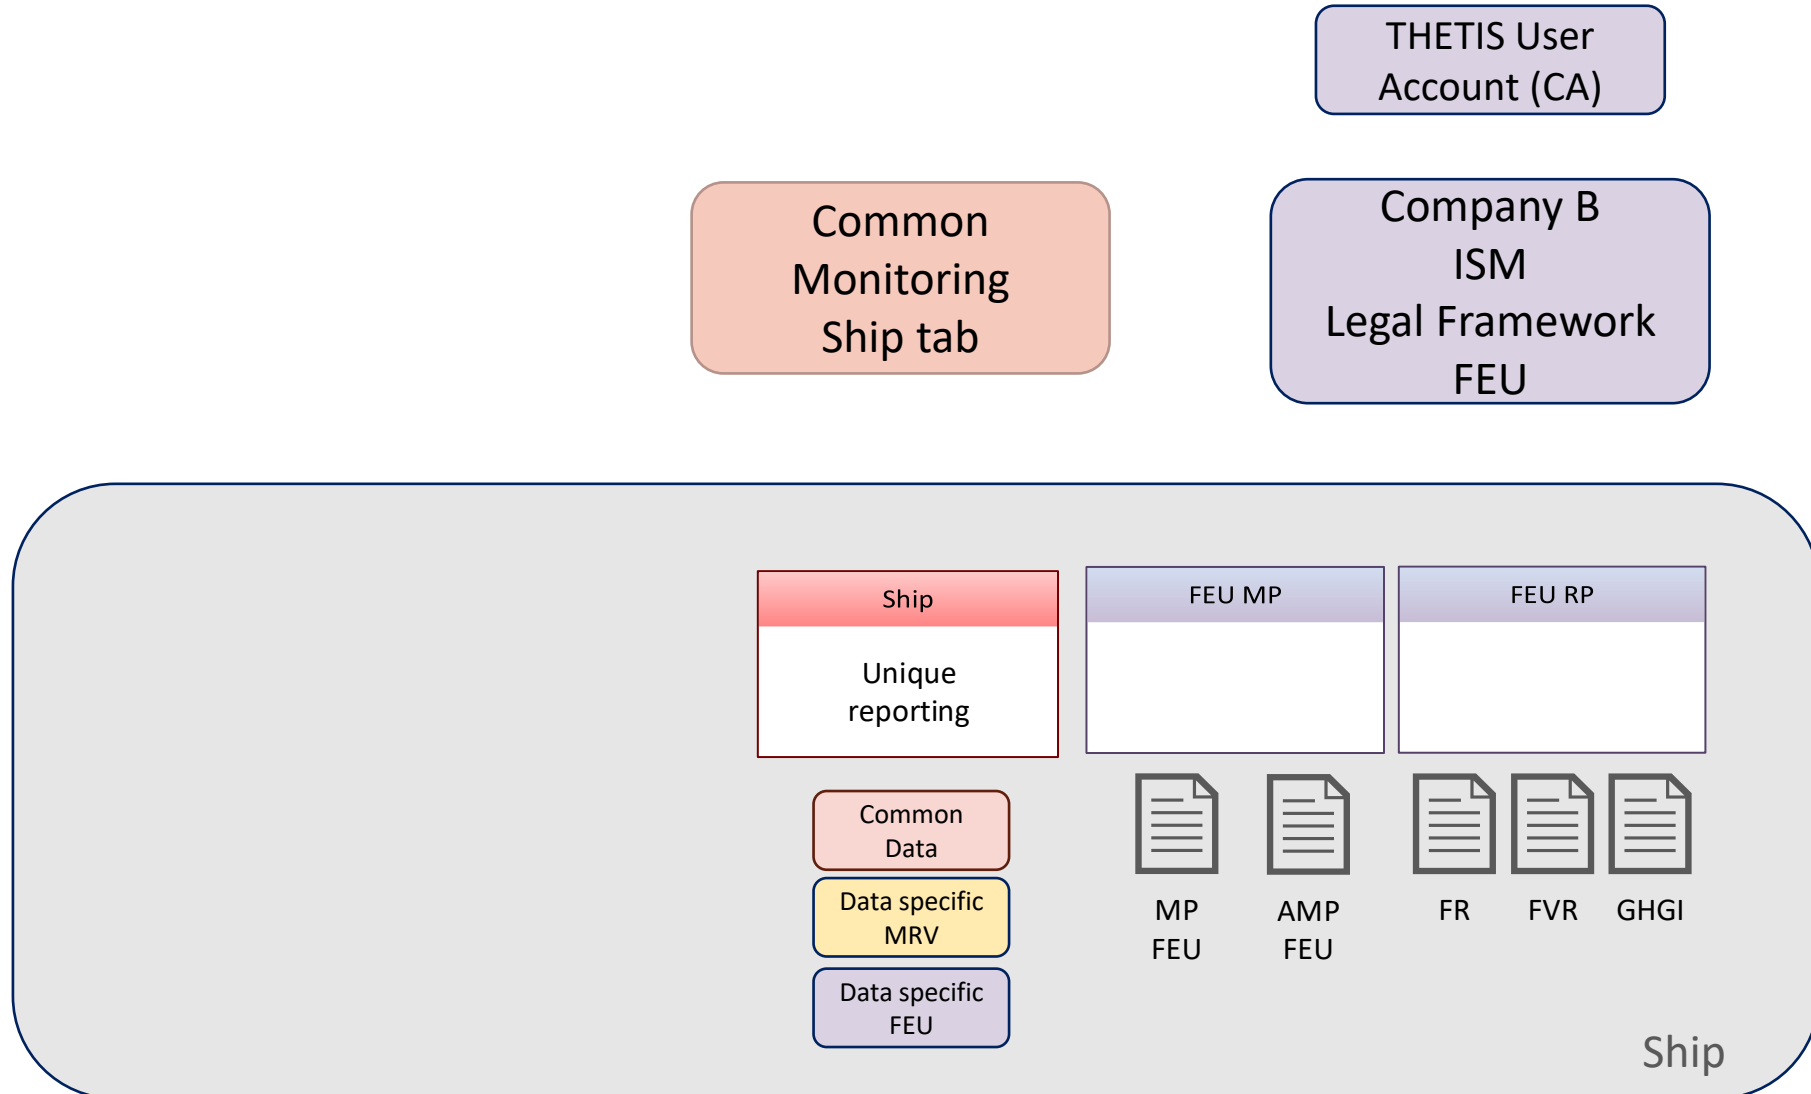 THETIS User
Account (CA)
Common
Monitoring
Ship tab
Company B
ISM
Legal Framework
FEU
Ship
Unique
reporting
FEU MP
FEU RP
Common
Data
Data specific
MRV
Data specific
FEU
MP
FEU
AMP
FEU
FR
FVR
GHGI
Ship